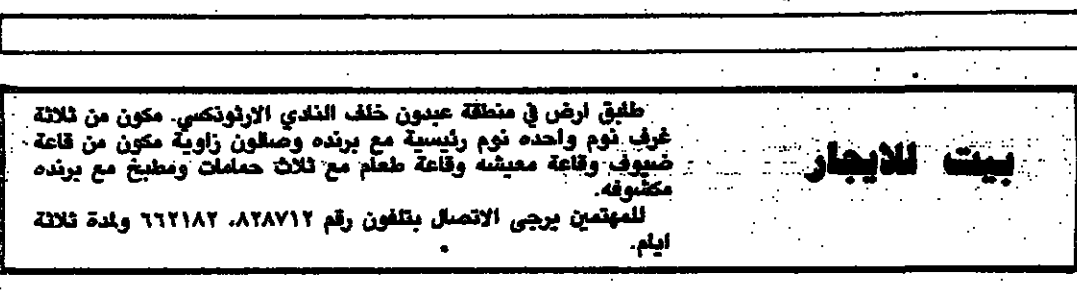 بيت للايجار
طابق ارض في منطقة عبدون خلف النادي الارثوذكسي. مكون من ثلاثة
غرف نوم واحده نوم رئيسية مع برنده وصالون زاوية مكون من قاعة
ضيوف وقاعة معيشه وقاعة طعام مع ثلاث حمامات ومطبخ مع برنده
مكشوفه.
للمهتمين يرجى الاتصال بتلفون رقم ٨٢٨٧١٢، ٦٦٢١٨٢ ولمدة ثلاثة
ايام.